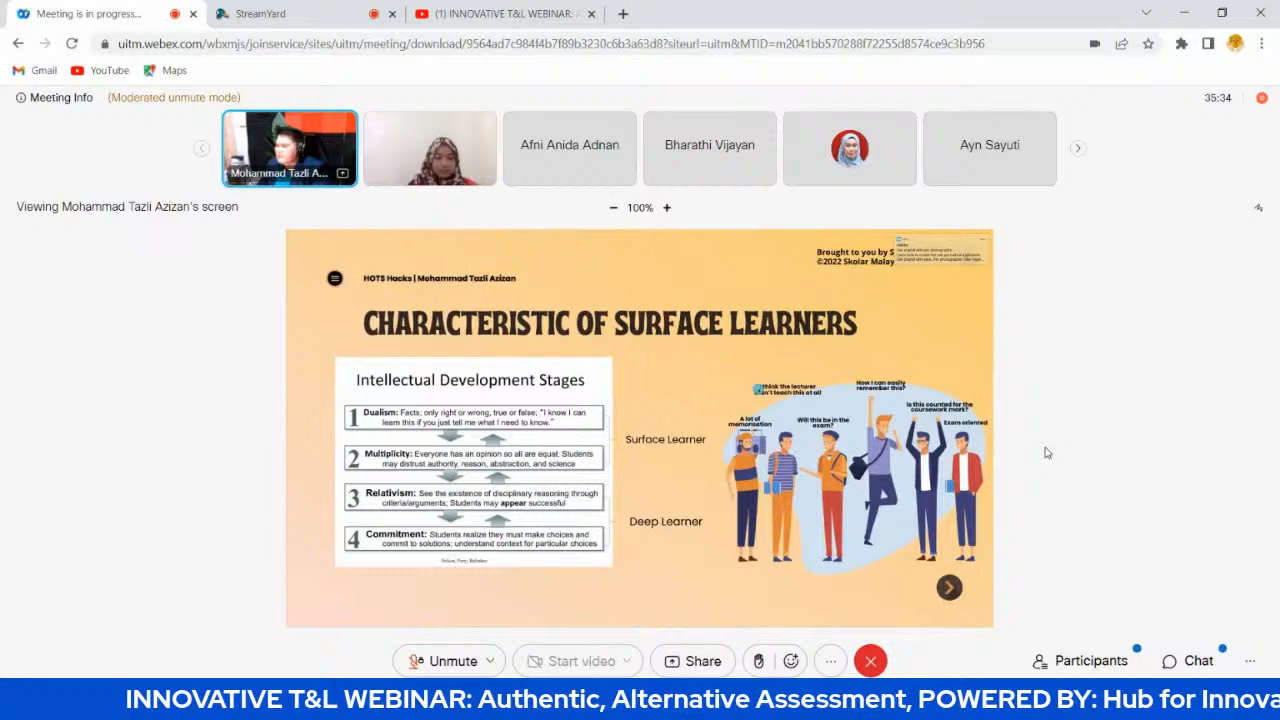 Meeting is in progress...
StreamYard
(1) INNOVATIVE T&L WEBINAR:
uitm.webex.com/wbxmjs/joinservice/sites/uitm/meeting/download/9564ad7c984f4b7f89b3230c6b3a63d8?siteurl=uitm&MTID=m2041bb570288f72255d8574ce9c3b956
Gmail
YouTube
Maps
Meeting Info
(Moderated unmute mode)
35:34
Mohammad Tazli A...
Afni Anida Adnan
Bharathi Vijayan
Ayn Sayuti
Viewing Mohammad Tazli Azizan's screen
100%
Brought to you by S
©2022 Skolar Malay
HOTS Hacks | Mohammad Tazli Azizan
CHARACTERISTIC OF SURFACE LEARNERS
Intellectual Development Stages
1 Dualism: Facts; only right or wrong, true or false; "I know I can
learn this if you just tell me what I need to know."
2 Multiplicity: Everyone has an opinion so all are equal; Students
may distrust authority, reason, abstraction, and science
3 Relativism: See the existence of disciplinary reasoning through
criteria/arguments; Students may appear successful
4 Commitment: Students realize they must make choices and
commit to solutions; understand context for particular choices
Surface Learner
Deep Learner
think the lecturer
n't teach this at all
How I can easily
remember this?
Is this counted for the
coursework mark?
A lot of
memorisation
Will this be in the
exam?
Exam oriented
Unmute
Start video
Share
Participants
Chat
INNOVATIVE T&L WEBINAR: Authentic, Alternative Assessment, POWERED BY: Hub for Innova